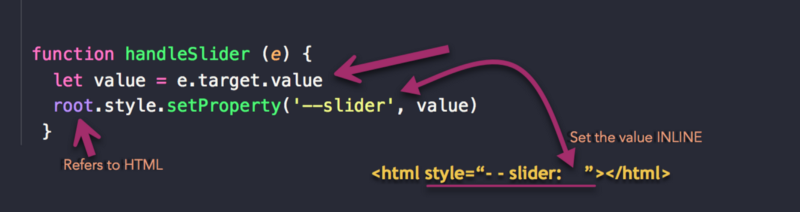 function handleSlider (e) {
let value = e.target.value
root.style.setProperty('--slider', value)
}
Set the value INLINE
Refers to HTML
<html style=“- - slider:    ”></html>